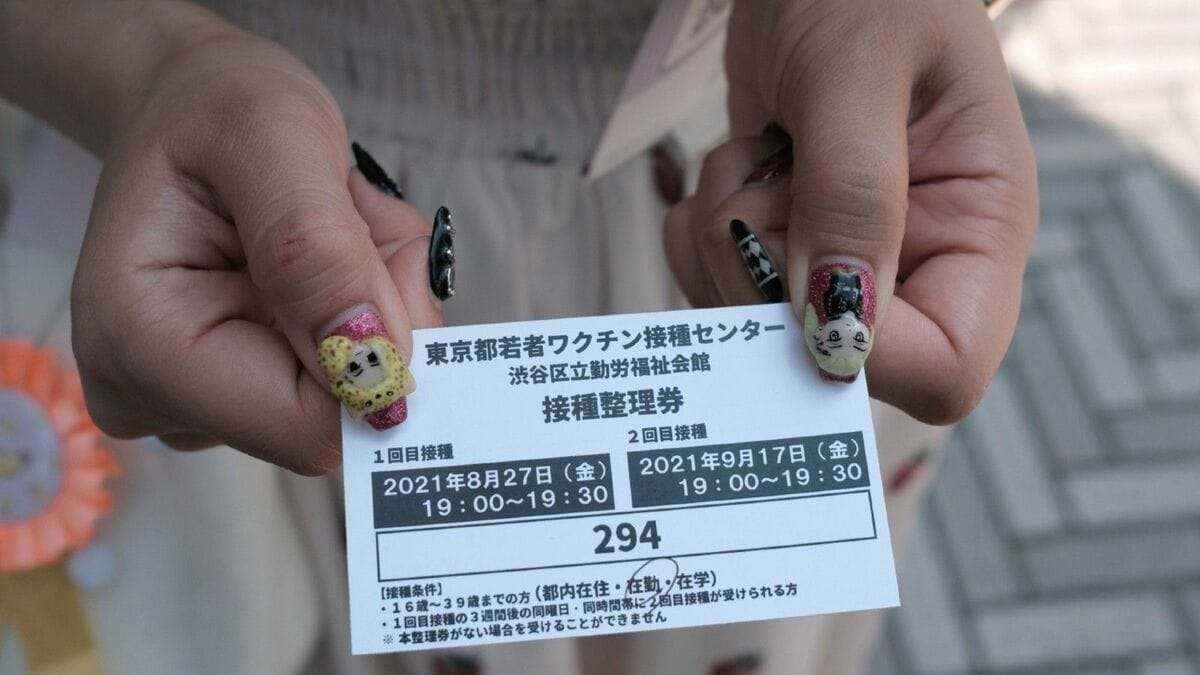 東京都若者ワクチン接種センター
渋谷区立勤労福祉会館
接種整理券
1回目接種
2021年8月27日（金）
19：00〜19：30
2回目接種
2021年9月17日（金）
19：00〜19：30
294
【接種条件】
・16歳〜39歳までの方（都内在住・在勤・在学）
・1回目接種の3週間後の同曜日・同時間帯に2回目接種が受けられる方
※ 本整理券がない場合を受けることができません